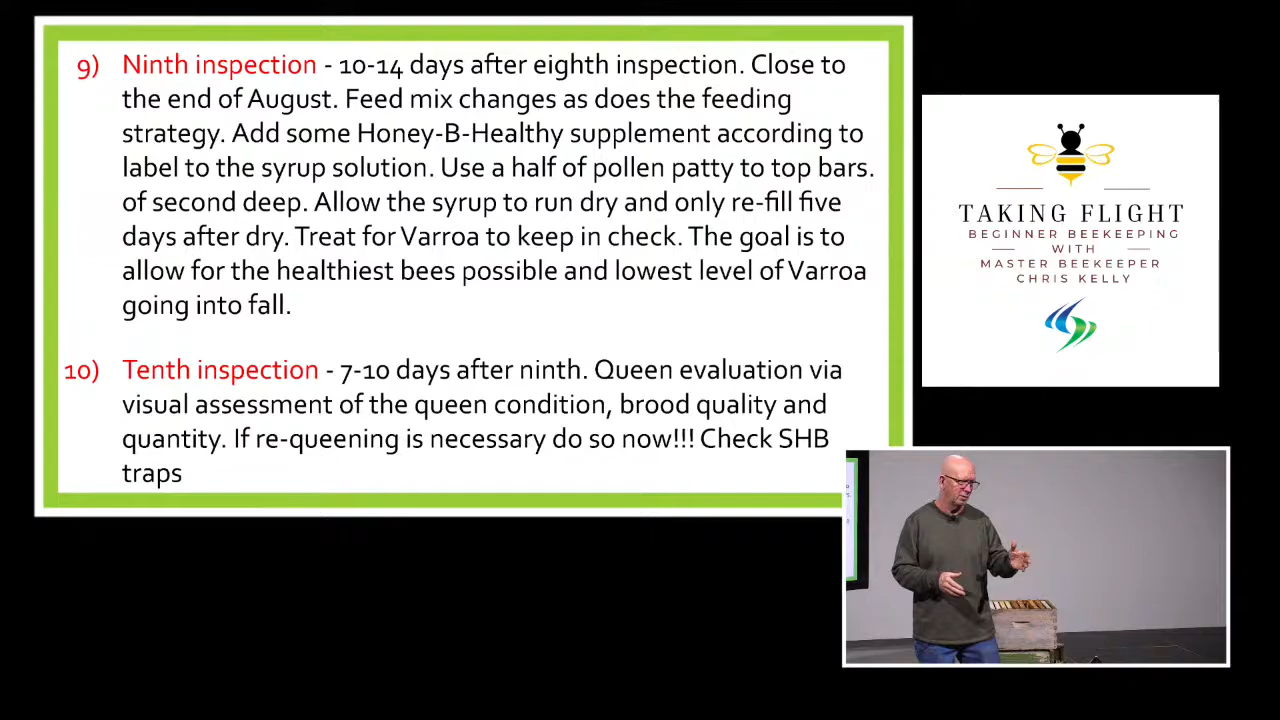 9) Ninth inspection - 10-14 days after eighth inspection. Close to
the end of August. Feed mix changes as does the feeding
strategy. Add some Honey-B-Healthy supplement according to
label to the syrup solution. Use a half of pollen patty to top bars.
of second deep. Allow the syrup to run dry and only re-fill five
days after dry. Treat for Varroa to keep in check. The goal is to
allow for the healthiest bees possible and lowest level of Varroa
going into fall.
10) Tenth inspection - 7-10 days after ninth. Queen evaluation via
visual assessment of the queen condition, brood quality and
quantity. If re-queening is necessary do so now!!! Check SHB
traps
TAKING FLIGHT
BEGINNER BEEKEEPING
WITH
MASTER BEEKEEPER
CHRIS KELLY